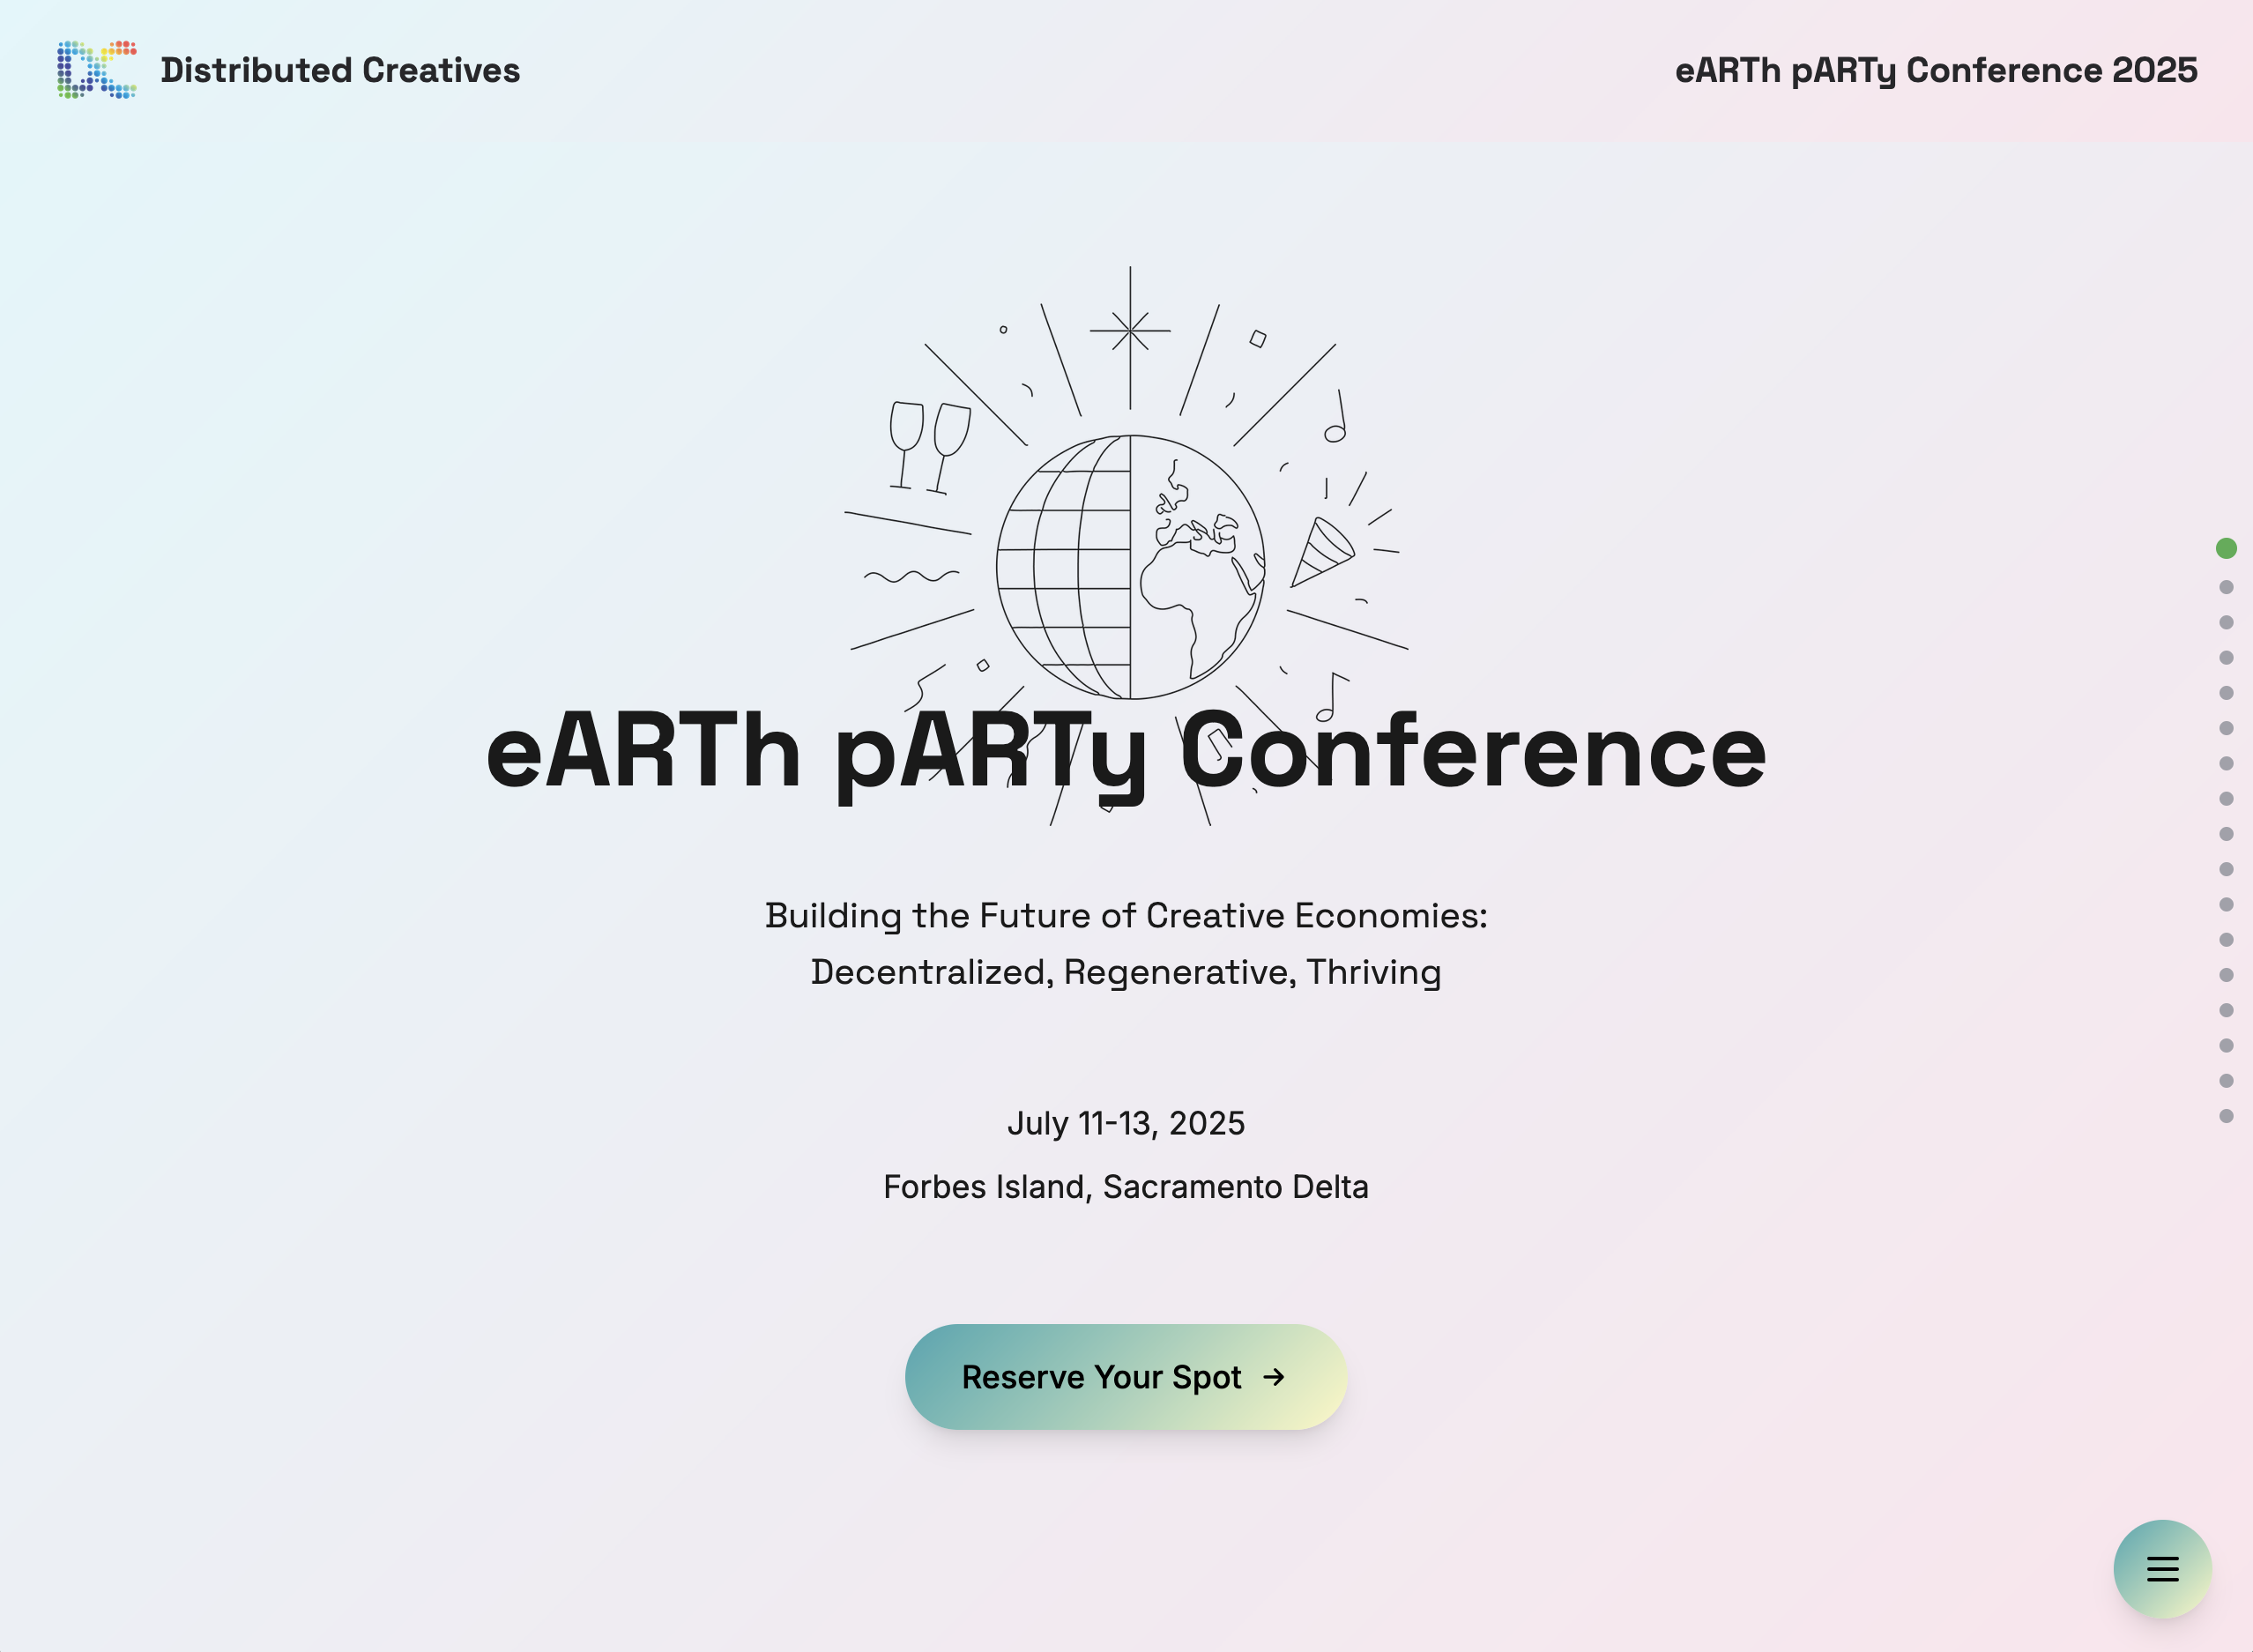 DC
Distributed Creatives
eARTh pARTy Conference 2025
eARTh pARTy Conference
Building the Future of Creative Economies:
Decentralized, Regenerative, Thriving
July 11-13, 2025
Forbes Island, Sacramento Delta
Reserve Your Spot →